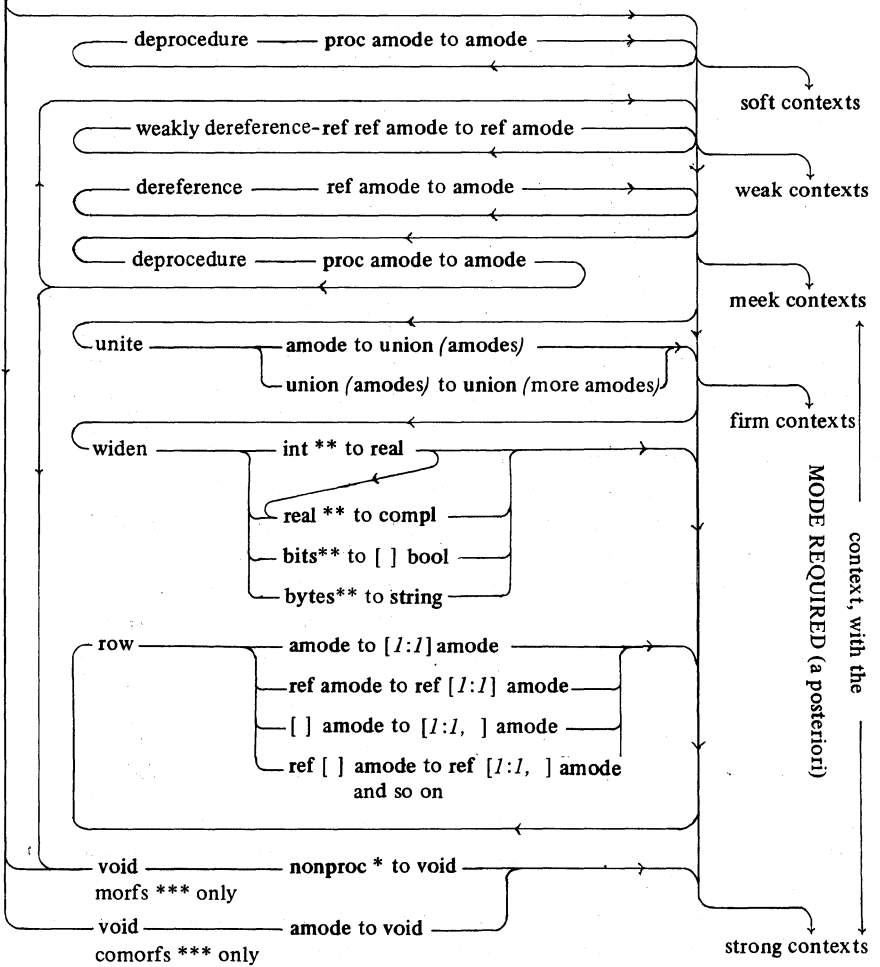 deprocedure proc amode to amode
soft contexts
weakly dereference-ref ref amode to ref amode
weak contexts
dereference ref amode to amode
deprocedure proc amode to amode
meek contexts
unite amode to union (amodes)
union (amodes) to union (more amodes)
firm contexts
widen int ** to real
real ** to compl
bits** to [ ] bool
bytes** to string
MODE REQUIRED (a posteriori)
context, with the
row amode to [1:1] amode
ref amode to ref [1:1] amode
[ ] amode to [1:1, ] amode
ref [ ] amode to ref [1:1, ] amode
and so on
void nonproc * to void
morfs *** only
void amode to void
comorfs *** only
strong contexts